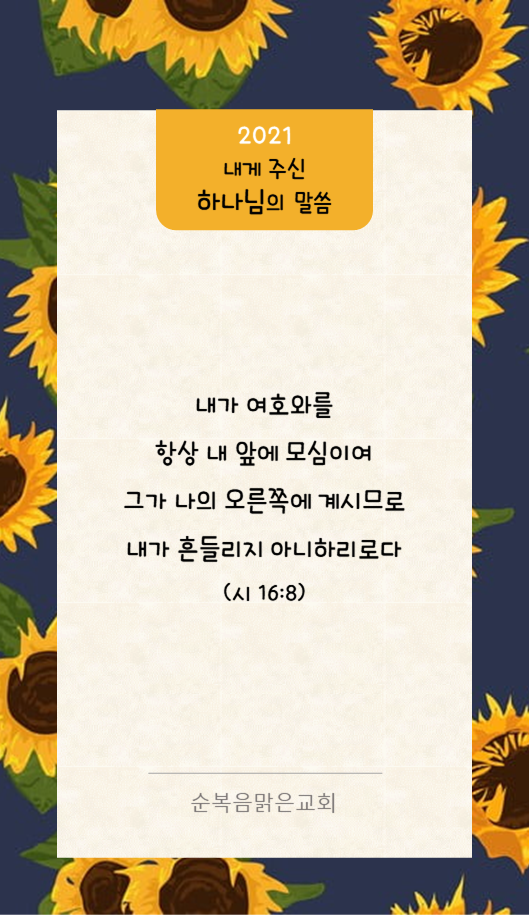 2021
내게 주신
하나님의 말씀
내가 여호와를
항상 내 앞에 모심이여
그가 나의 오른쪽에 계시므로
내가 흔들리지 아니하리로다
(시 16:8)
순복음맑은교회